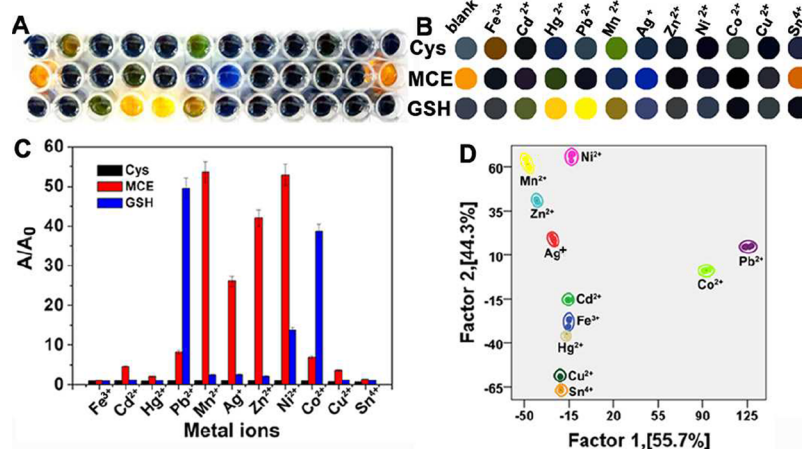 A
B
blank Fe³⁺ Cd²⁺ Hg²⁺ Pb²⁺ Mn²⁺ Ag⁺ Zn²⁺ Ni²⁺ Co²⁺ Cu²⁺ Sn⁴⁺
Cys
MCE
GSH
C
60
50
40
30
20
10
0
A/A₀
Cys
MCE
GSH
Fe³⁺ Cd²⁺ Hg²⁺ Pb²⁺ Mn²⁺ Ag⁺ Zn²⁺ Ni²⁺ Co²⁺ Cu²⁺ Sn⁴⁺
Metal ions
D
60
35
10
-15
-40
-65
Factor 2,[44.3%]
Ni²⁺
Mn²⁺
Zn²⁺
Ag⁺
Pb²⁺
Co²⁺
Cd²⁺
Fe³⁺
Hg²⁺
Cu²⁺
Sn⁴⁺
-50 -15 20 55 90 125
Factor 1,[55.7%]